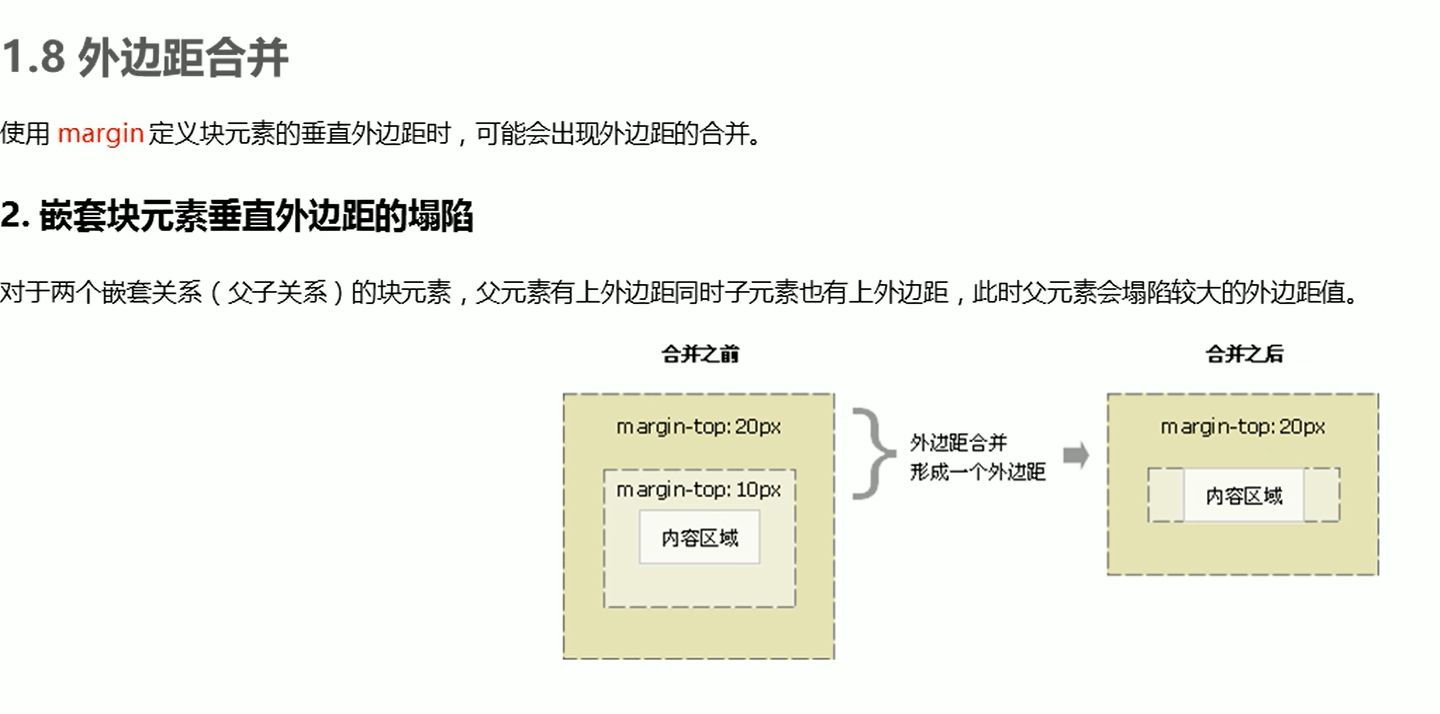 1.8 外边距合并
使用 margin 定义块元素的垂直外边距时，可能会出现外边距的合并。
2. 嵌套块元素垂直外边距的塌陷
对于两个嵌套关系（父子关系）的块元素，父元素有上外边距同时子元素也有上外边距，此时父元素会塌陷较大的外边距值。
合并之前
合并之后
margin-top: 20px
margin-top: 10px
内容区域
外边距合并
形成一个外边距
margin-top: 20px
内容区域